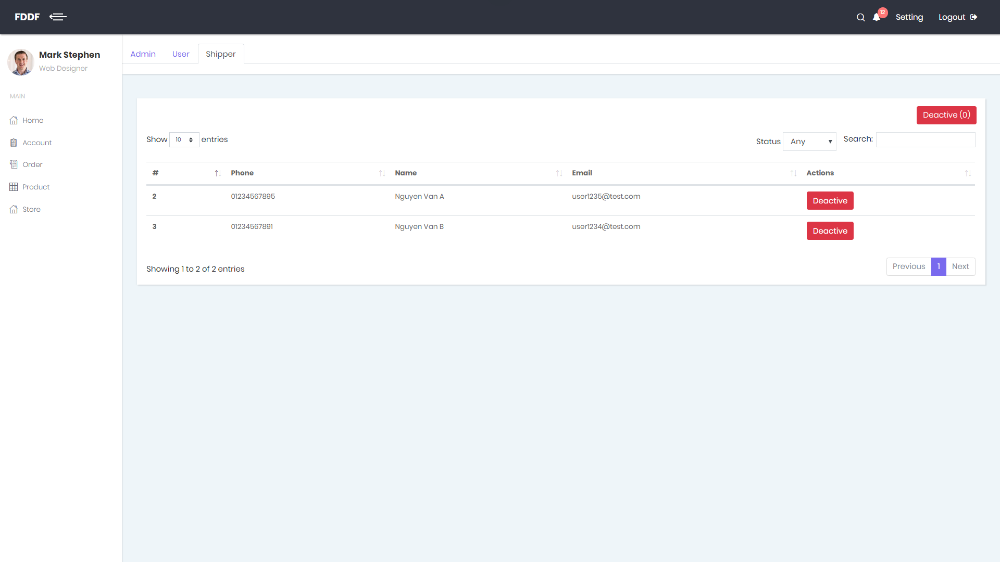 FDDF
12
Setting
Logout
Mark Stephen
Web Designer
MAIN
Home
Account
Order
Product
Store
Admin
User
Shipper
Deactive (0)
Show 10 entries
Status Any
Search:
# Phone Name Email Actions
2 01234567895 Nguyen Van A user1235@test.com Deactive
3 01234567891 Nguyen Van B user1234@test.com Deactive
Showing 1 to 2 of 2 entries
Previous 1 Next